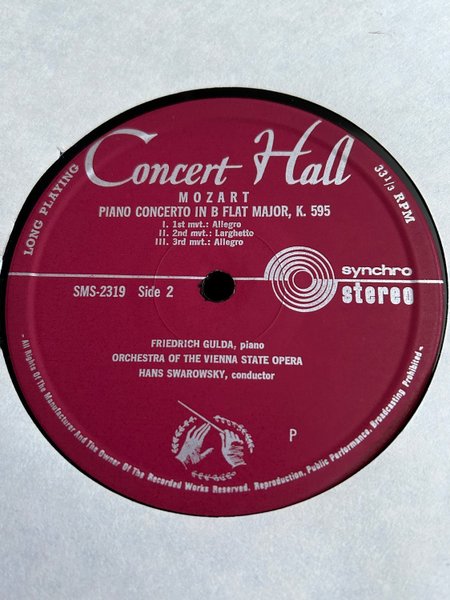 Concert Hall
LONG PLAYING
33 1/3 RPM
MOZART
PIANO CONCERTO IN B FLAT MAJOR, K. 595
I. 1st mvt.: Allegro
II. 2nd mvt.: Larghetto
III. 3rd mvt.: Allegro
SMS-2319 Side 2
synchro
stereo
FRIEDRICH GULDA, piano
ORCHESTRA OF THE VIENNA STATE OPERA
HANS SWAROWSKY, conductor
P
- All Rights Of The Manufacturer And The Owner Of The Recorded Works Reserved. Reproduction, Public Performance, Broadcasting Prohibited. -